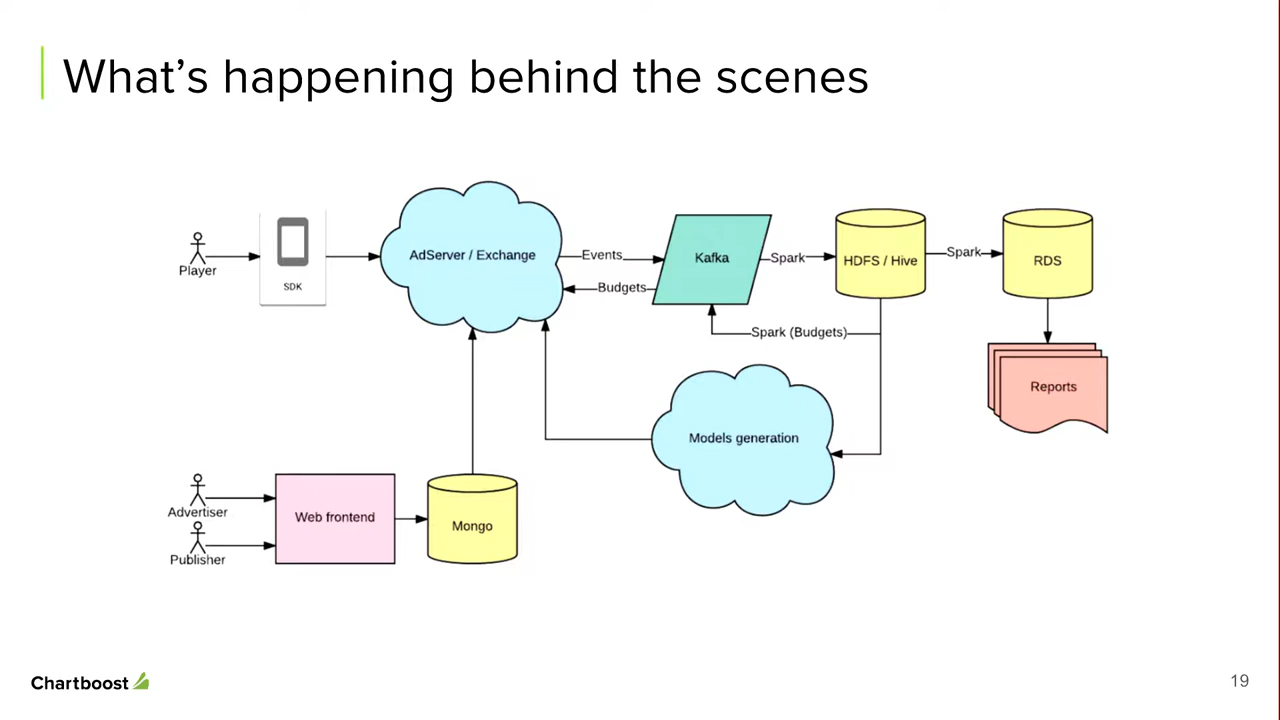 What's happening behind the scenes
Player
SDK
AdServer / Exchange
Events
Budgets
Kafka
Spark
HDFS / Hive
Spark
RDS
Spark (Budgets)
Reports
Models generation
Advertiser
Publisher
Web frontend
Mongo
Chartboost
19